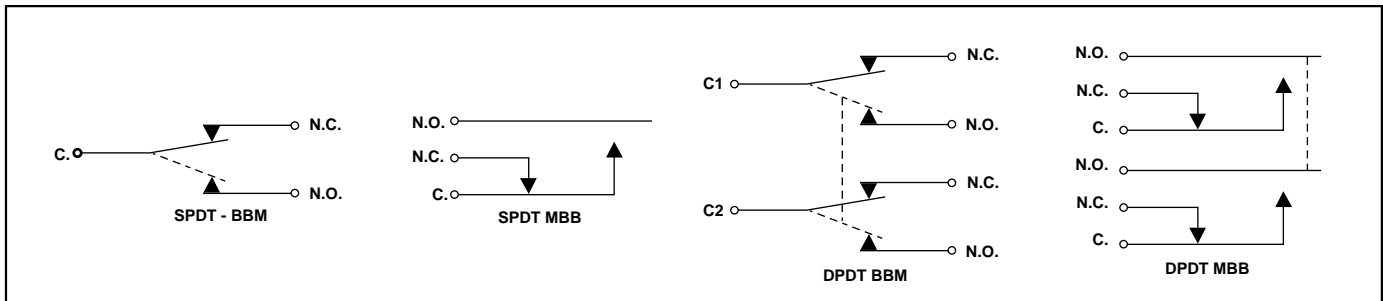 C.
N.C.
N.O.
SPDT - BBM
N.O.
N.C.
C.
SPDT MBB
C1
N.C.
N.O.
C2
N.C.
N.O.
DPDT BBM
N.O.
N.C.
C.
N.O.
N.C.
C.
DPDT MBB